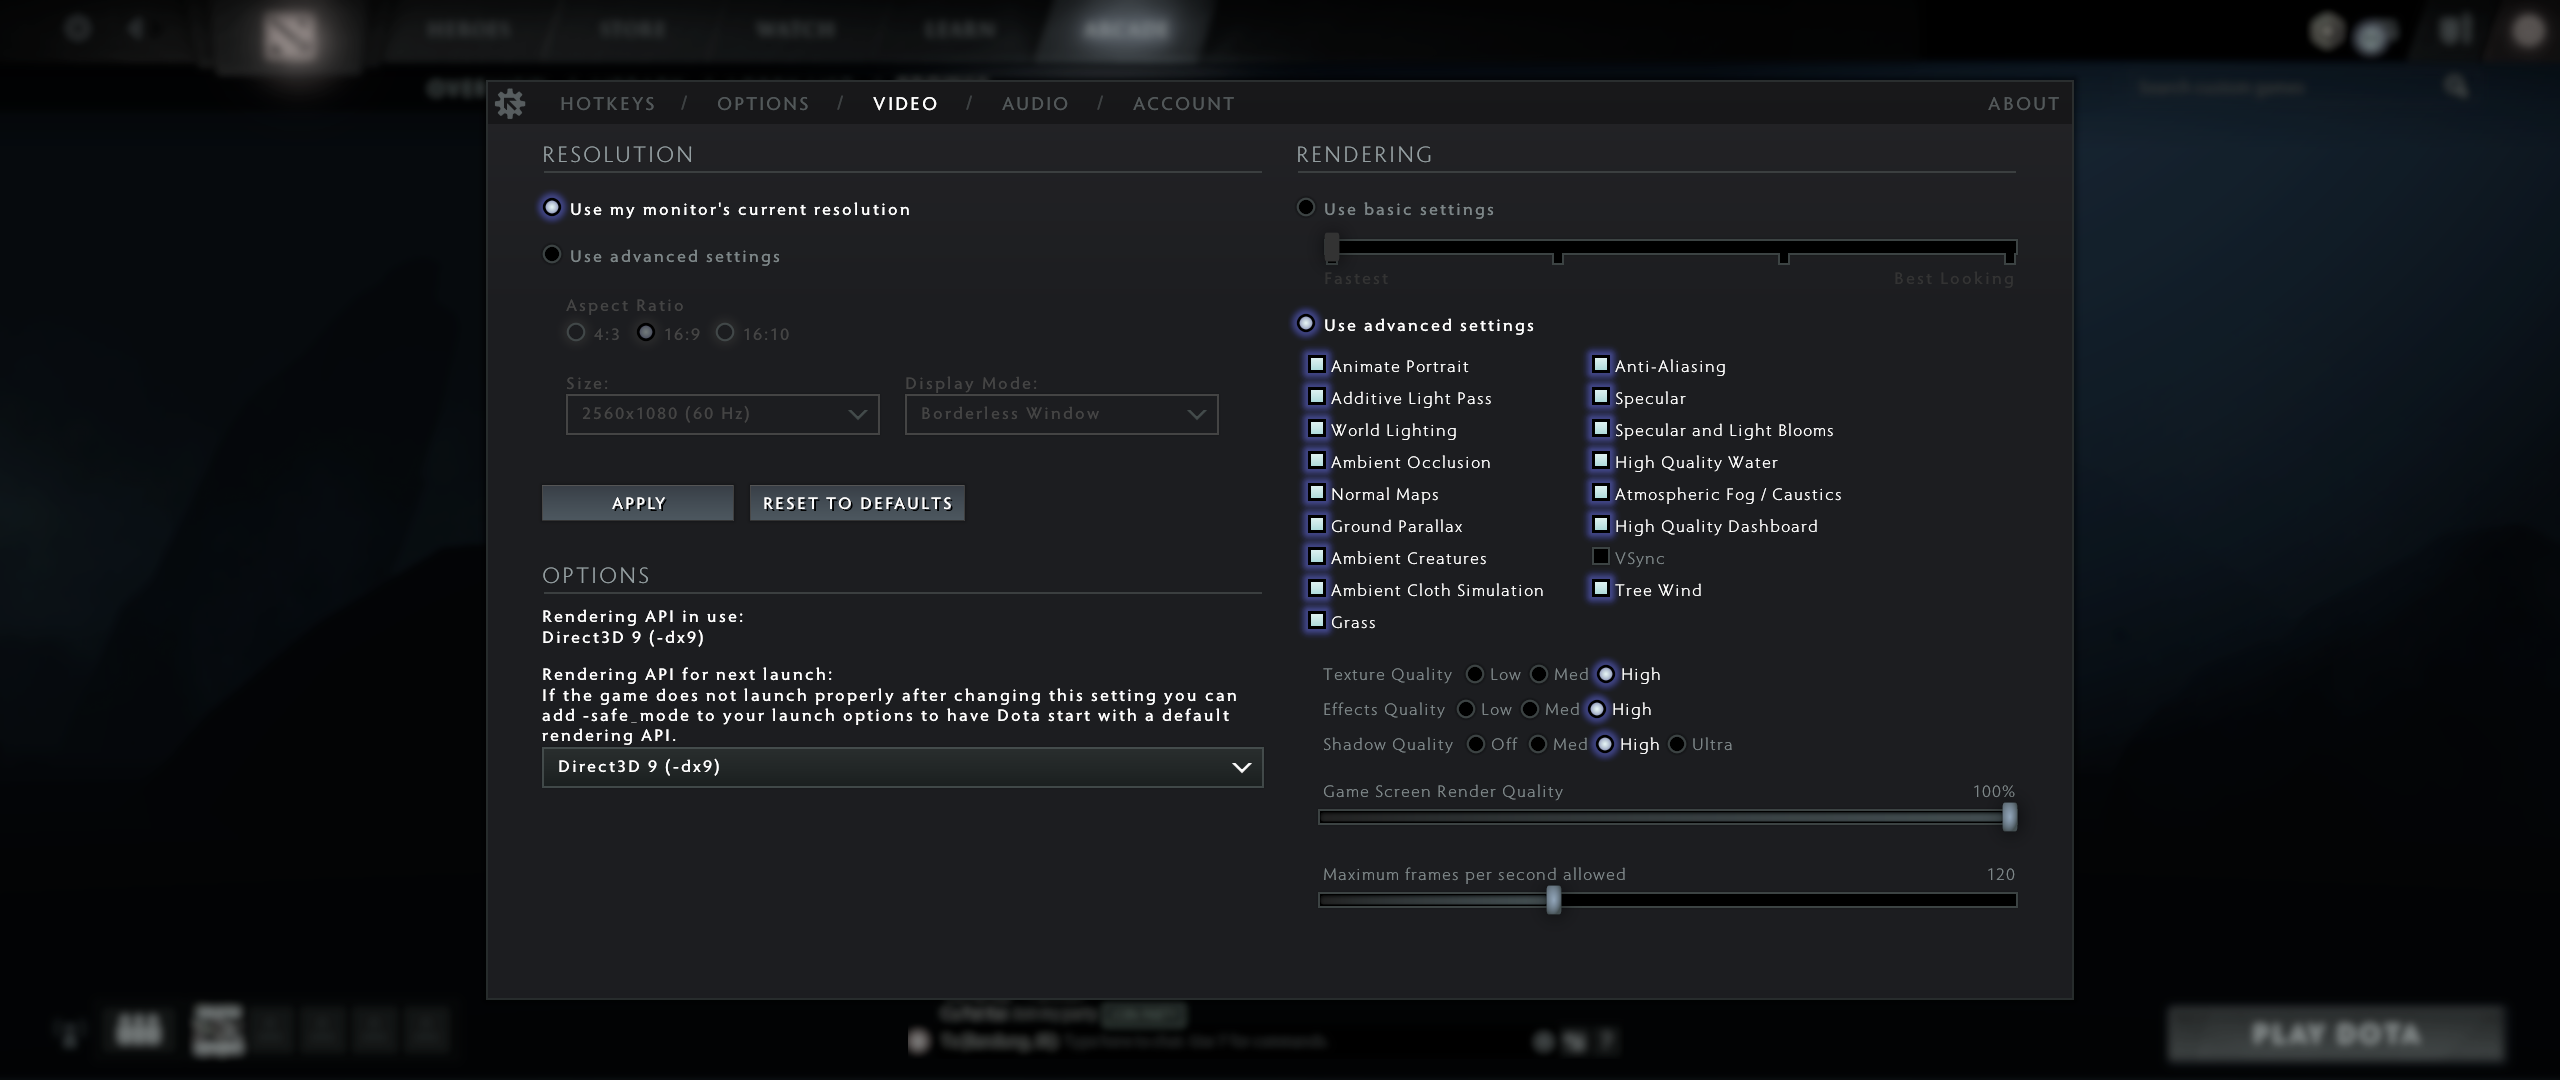 HEROES STORE WATCH LEARN ARCADE
HOTKEYS / OPTIONS / VIDEO / AUDIO / ACCOUNT
ABOUT
RESOLUTION
Use my monitor's current resolution
Use advanced settings
Aspect Ratio
4:3 16:9 16:10
Size: Display Mode:
2560x1080 (60 Hz) Borderless Window
APPLY RESET TO DEFAULTS
OPTIONS
Rendering API in use:
Direct3D 9 (-dx9)
Rendering API for next launch:
If the game does not launch properly after changing this setting you can
add -safe_mode to your launch options to have Dota start with a default
rendering API.
Direct3D 9 (-dx9)
RENDERING
Use basic settings
Fastest Best Looking
Use advanced settings
Animate Portrait Anti-Aliasing
Additive Light Pass Specular
World Lighting Specular and Light Blooms
Ambient Occlusion High Quality Water
Normal Maps Atmospheric Fog / Caustics
Ground Parallax High Quality Dashboard
Ambient Creatures VSync
Ambient Cloth Simulation Tree Wind
Grass
Texture Quality Low Med High
Effects Quality Low Med High
Shadow Quality Off Med High Ultra
Game Screen Render Quality 100%
Maximum frames per second allowed 120
PLAY DOTA